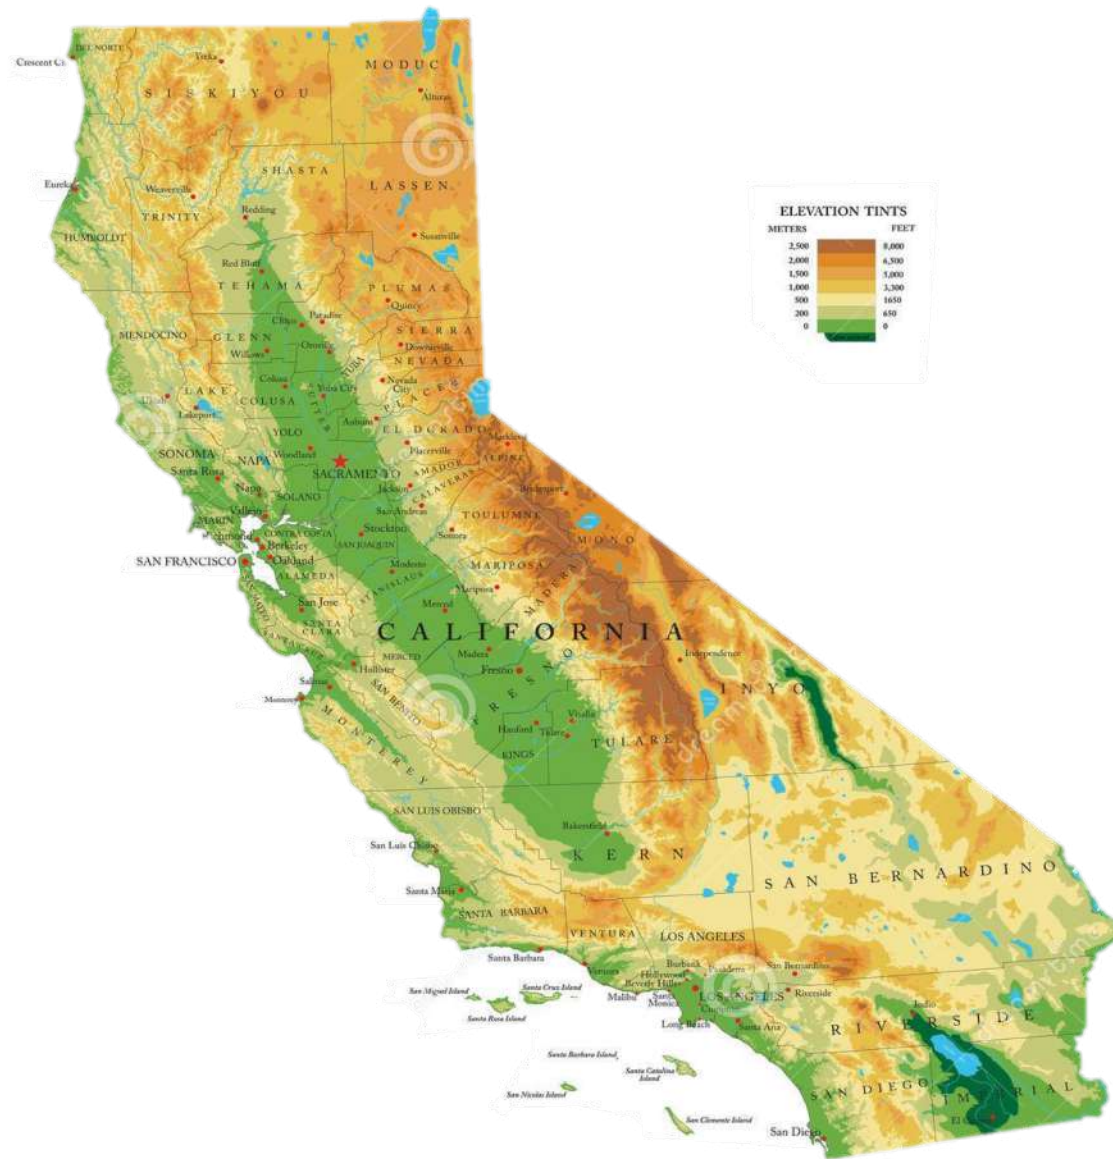 DEL NORTE
Crescent Ci.
Yreka
MODUC
SISKIYOU
Alturas
SHASTA
LASSEN
Eureka
Weaverville
TRINITY
Redding
HUMBOLDT
Susanville
Red Bluff
TEHAMA
PLUMAS
Quincy
Chico
Paradise
MENDOCINO
GLENN
Oroville
SIERRA
Downieville
Willows
YUBA
NEVADA
Nevada
City
Colusa
LAKE
COLUSA
Yuba City
SUTTER
PLACER
Ukiah
Lakeport
Auburn
EL DORADO
YOLO
Placerville
Markleev
ALPINE
SONOMA
Woodland
Santa Rosa
NAPA
SACRAMENTO
AMADOR
Jackson
CALAVERAS
Bridgeport
Napa
SOLANO
San Andreas
Vallejo
TOULUMNE
MARIN
CONTRA COSTA
Stockton
Sonora
MONO
Richmond
Berkeley
SAN JOAQUIN
SAN FRANCISCO
Oakland
ALAMEDA
Modesto
STANISLAUS
MARIPOSA
Mariposa
MADERA
SAN MATEO
San Jose
Merced
SANTA
CLARA
CALIFORNIA
SANTA CRUZ
MERCED
Madera
Independence
Hollister
Fresno
FRESNO
Salinas
SAN BENITO
INYO
Monterey
MONTEREY
Hanford
Visalia
Tulare
TULARE
KINGS
SAN LUIS OBISPO
Bakersfield
San Luis Obispo
KERN
SAN BERNARDINO
Santa Maria
SANTA BARBARA
VENTURA
LOS ANGELES
Santa Barbara
Ventura
Burbank
Pasadena
San Bernardino
Hollywood
Beverly Hills
Malibu
Santa
Monica
LOS ANGELES
Riverside
Compton
Long Beach
Santa Ana
Indio
RIVERSIDE
San Miguel Island
Santa Cruz Island
Santa Rosa Island
Santa Barbara Island
Santa Catalina
Island
San Nicolas Island
San Clemente Island
SAN DIEGO
IMPERIAL
San Diego
ELEVATION TINTS
METERS FEET
2,500 8,000
2,000 6,500
1,500 5,000
1,000 3,300
500 1650
200 650
0 0